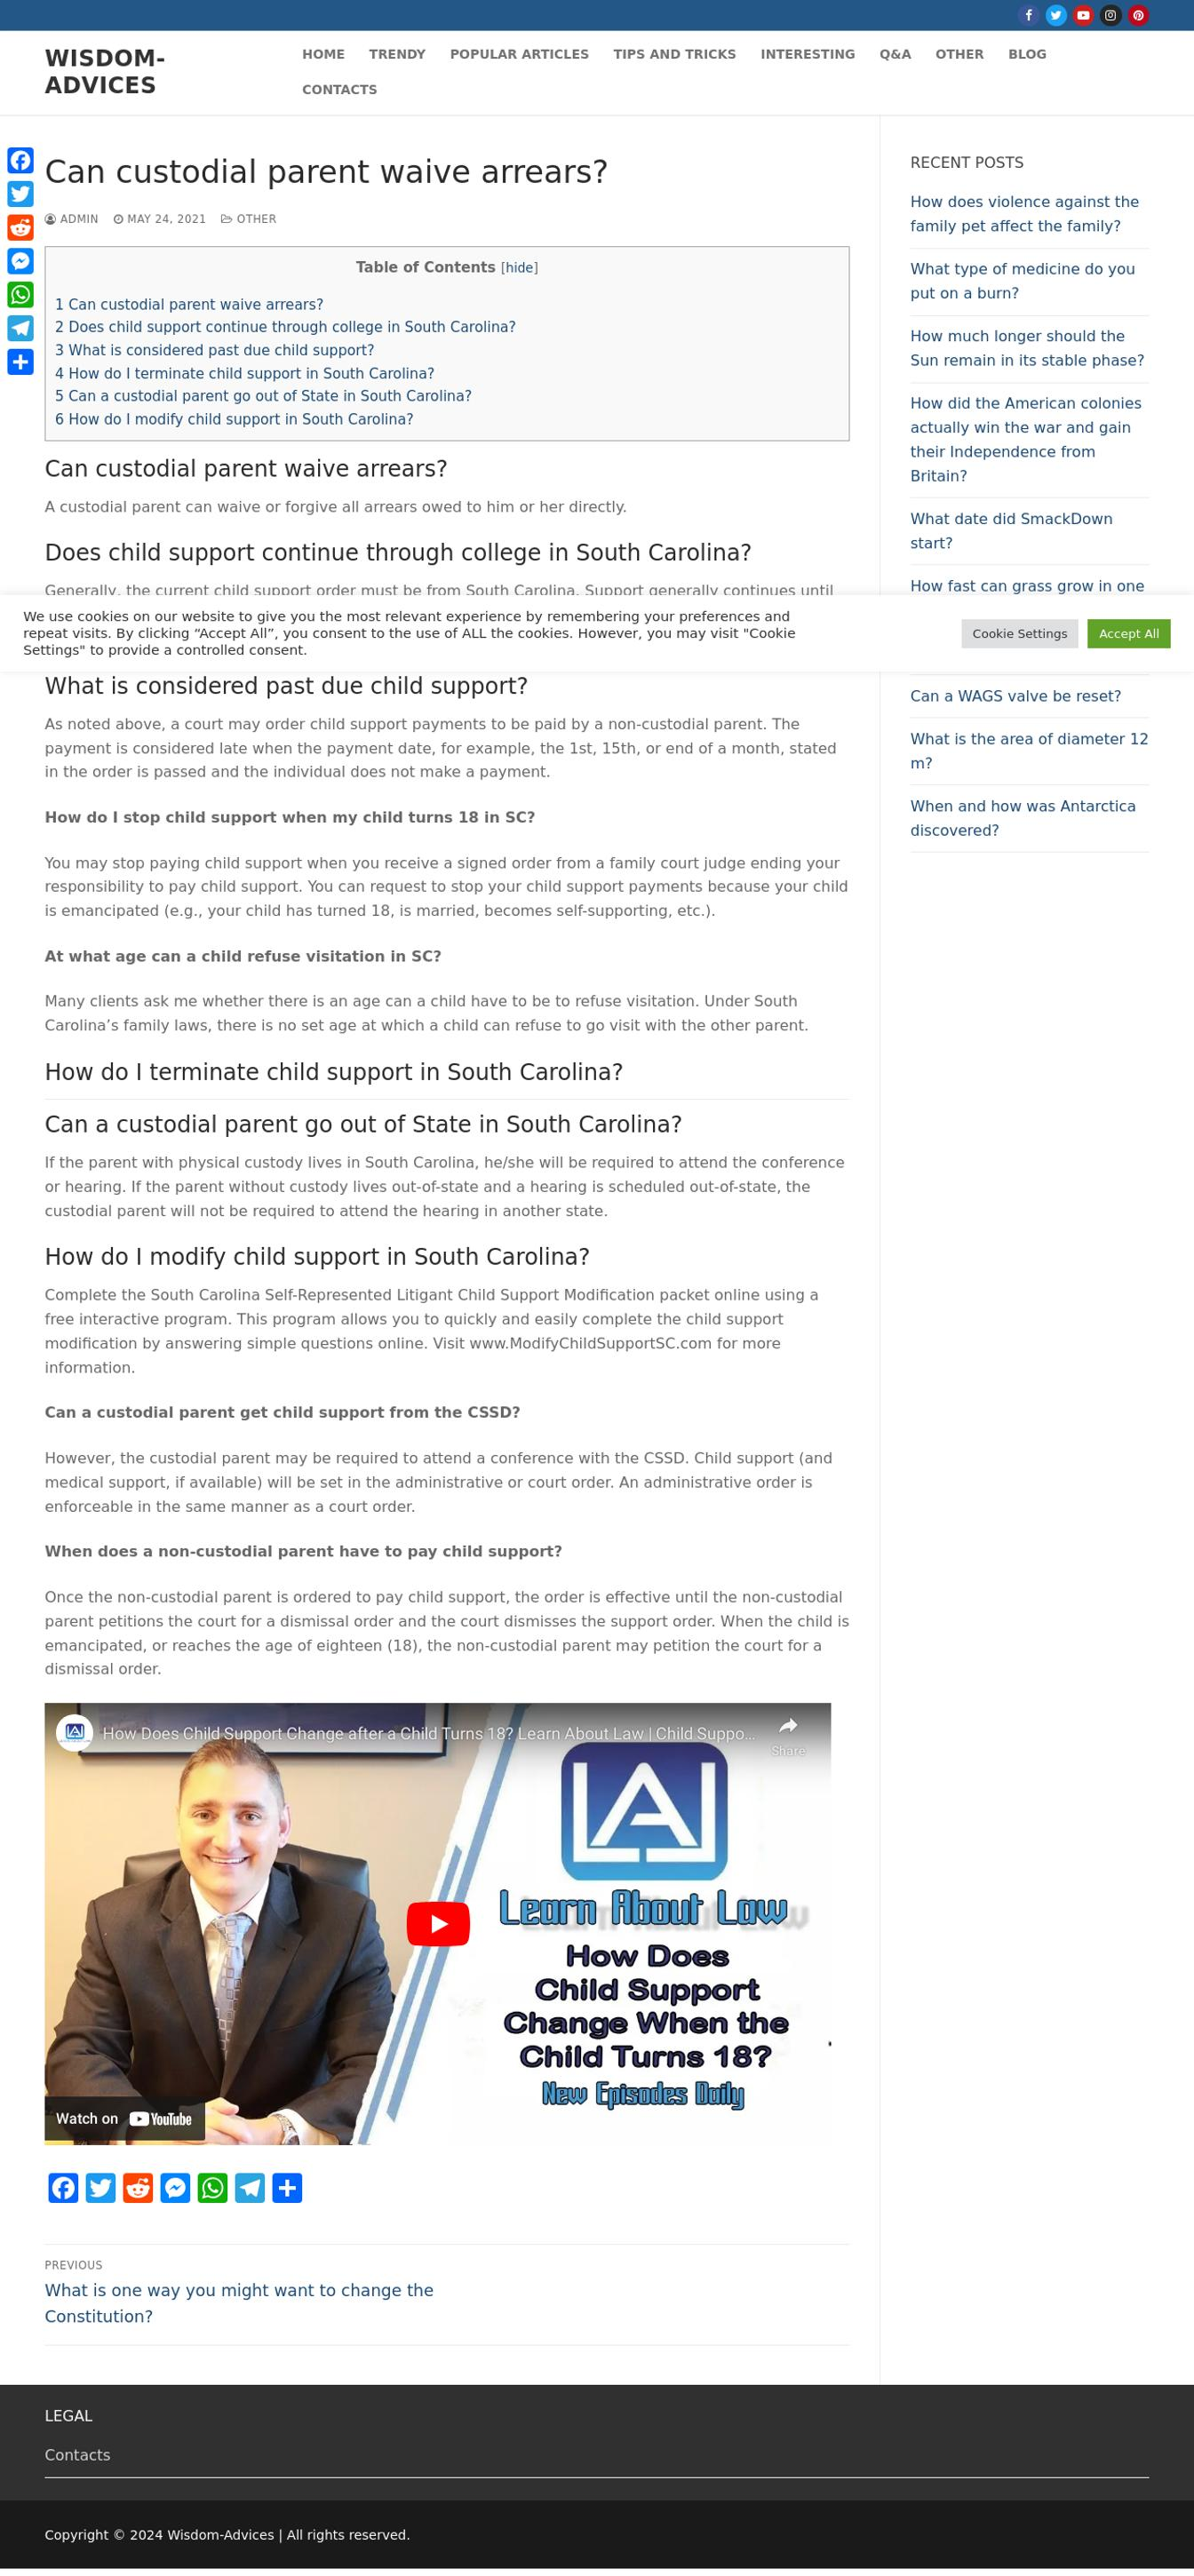 WISDOM-
ADVICES
HOME TRENDY POPULAR ARTICLES TIPS AND TRICKS INTERESTING Q&A OTHER BLOG
CONTACTS
Can custodial parent waive arrears?
ADMIN MAY 24, 2021 OTHER
Table of Contents [hide]
1 Can custodial parent waive arrears?
2 Does child support continue through college in South Carolina?
3 What is considered past due child support?
4 How do I terminate child support in South Carolina?
5 Can a custodial parent go out of State in South Carolina?
6 How do I modify child support in South Carolina?
Can custodial parent waive arrears?
A custodial parent can waive or forgive all arrears owed to him or her directly.
Does child support continue through college in South Carolina?
Generally, the current child support order must be from South Carolina. Support generally continues until
We use cookies on our website to give you the most relevant experience by remembering your preferences and
repeat visits. By clicking “Accept All”, you consent to the use of ALL the cookies. However, you may visit "Cookie
Settings" to provide a controlled consent.
Cookie Settings
Accept All
What is considered past due child support?
As noted above, a court may order child support payments to be paid by a non-custodial parent. The
payment is considered late when the payment date, for example, the 1st, 15th, or end of a month, stated
in the order is passed and the individual does not make a payment.
How do I stop child support when my child turns 18 in SC?
You may stop paying child support when you receive a signed order from a family court judge ending your
responsibility to pay child support. You can request to stop your child support payments because your child
is emancipated (e.g., your child has turned 18, is married, becomes self-supporting, etc.).
At what age can a child refuse visitation in SC?
Many clients ask me whether there is an age can a child have to be to refuse visitation. Under South
Carolina’s family laws, there is no set age at which a child can refuse to go visit with the other parent.
How do I terminate child support in South Carolina?
Can a custodial parent go out of State in South Carolina?
If the parent with physical custody lives in South Carolina, he/she will be required to attend the conference
or hearing. If the parent without custody lives out-of-state and a hearing is scheduled out-of-state, the
custodial parent will not be required to attend the hearing in another state.
How do I modify child support in South Carolina?
Complete the South Carolina Self-Represented Litigant Child Support Modification packet online using a
free interactive program. This program allows you to quickly and easily complete the child support
modification by answering simple questions online. Visit www.ModifyChildSupportSC.com for more
information.
Can a custodial parent get child support from the CSSD?
However, the custodial parent may be required to attend a conference with the CSSD. Child support (and
medical support, if available) will be set in the administrative or court order. An administrative order is
enforceable in the same manner as a court order.
When does a non-custodial parent have to pay child support?
Once the non-custodial parent is ordered to pay child support, the order is effective until the non-custodial
parent petitions the court for a dismissal order and the court dismisses the support order. When the child is
emancipated, or reaches the age of eighteen (18), the non-custodial parent may petition the court for a
dismissal order.
How Does Child Support Change after a Child Turns 18? Learn About Law | Child Suppo...
Share
Learn About Law
How Does
Child Support
Change When the
Child Turns 18?
New Episodes Daily
Watch on YouTube
PREVIOUS
What is one way you might want to change the
Constitution?
RECENT POSTS
How does violence against the
family pet affect the family?
What type of medicine do you
put on a burn?
How much longer should the
Sun remain in its stable phase?
How did the American colonies
actually win the war and gain
their Independence from
Britain?
What date did SmackDown
start?
How fast can grass grow in one
Can a WAGS valve be reset?
What is the area of diameter 12
m?
When and how was Antarctica
discovered?
LEGAL
Contacts
Copyright © 2024 Wisdom-Advices | All rights reserved.